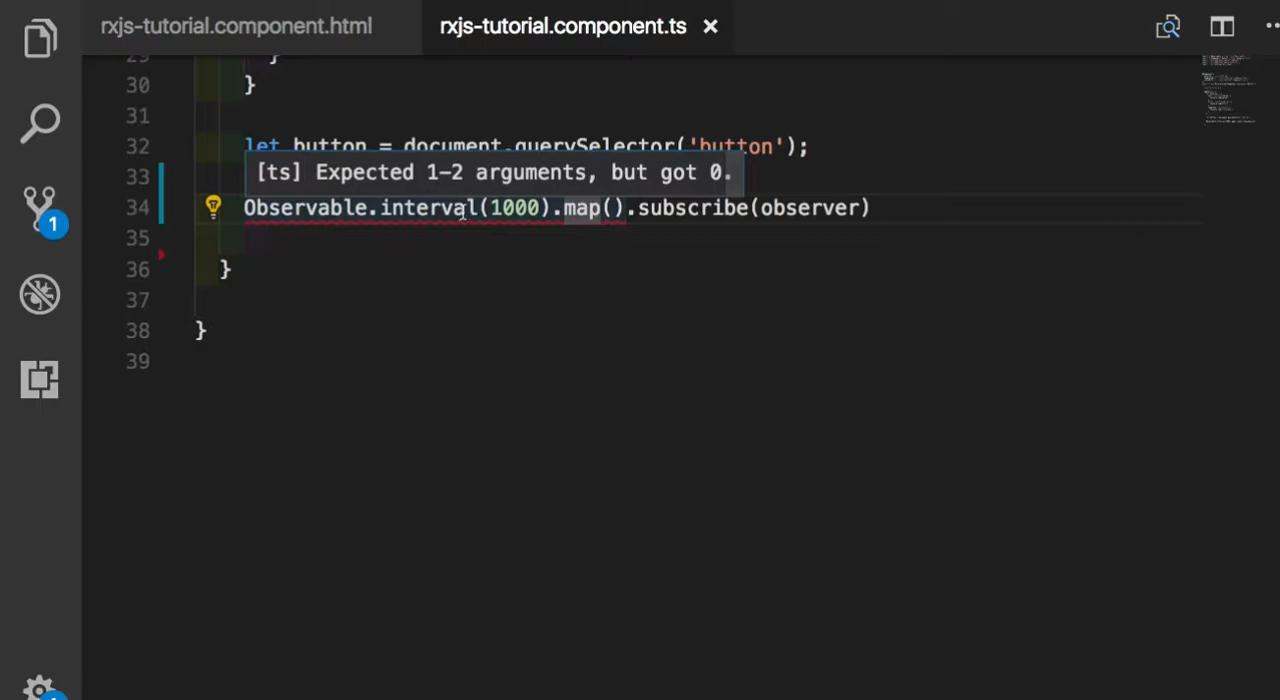 rxjs-tutorial.component.html
rxjs-tutorial.component.ts ×
29 }
30 }
31
32 let button = document.querySelector('button');
[ts] Expected 1-2 arguments, but got 0.
33
34 Observable.interval(1000).map().subscribe(observer)
1
35
36 }
37
38 }
39